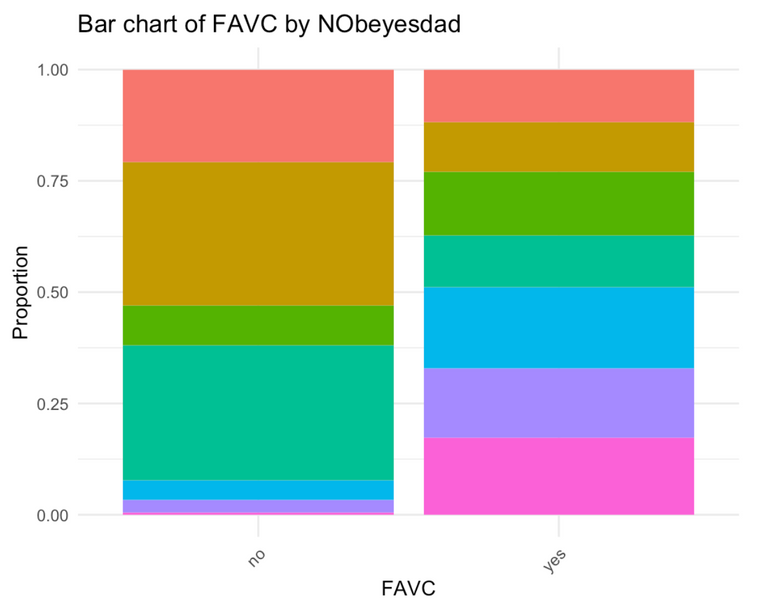 Bar chart of FAVC by NObeyesdad
1.00
0.75
0.50
0.25
0.00
Proportion
no
yes
FAVC